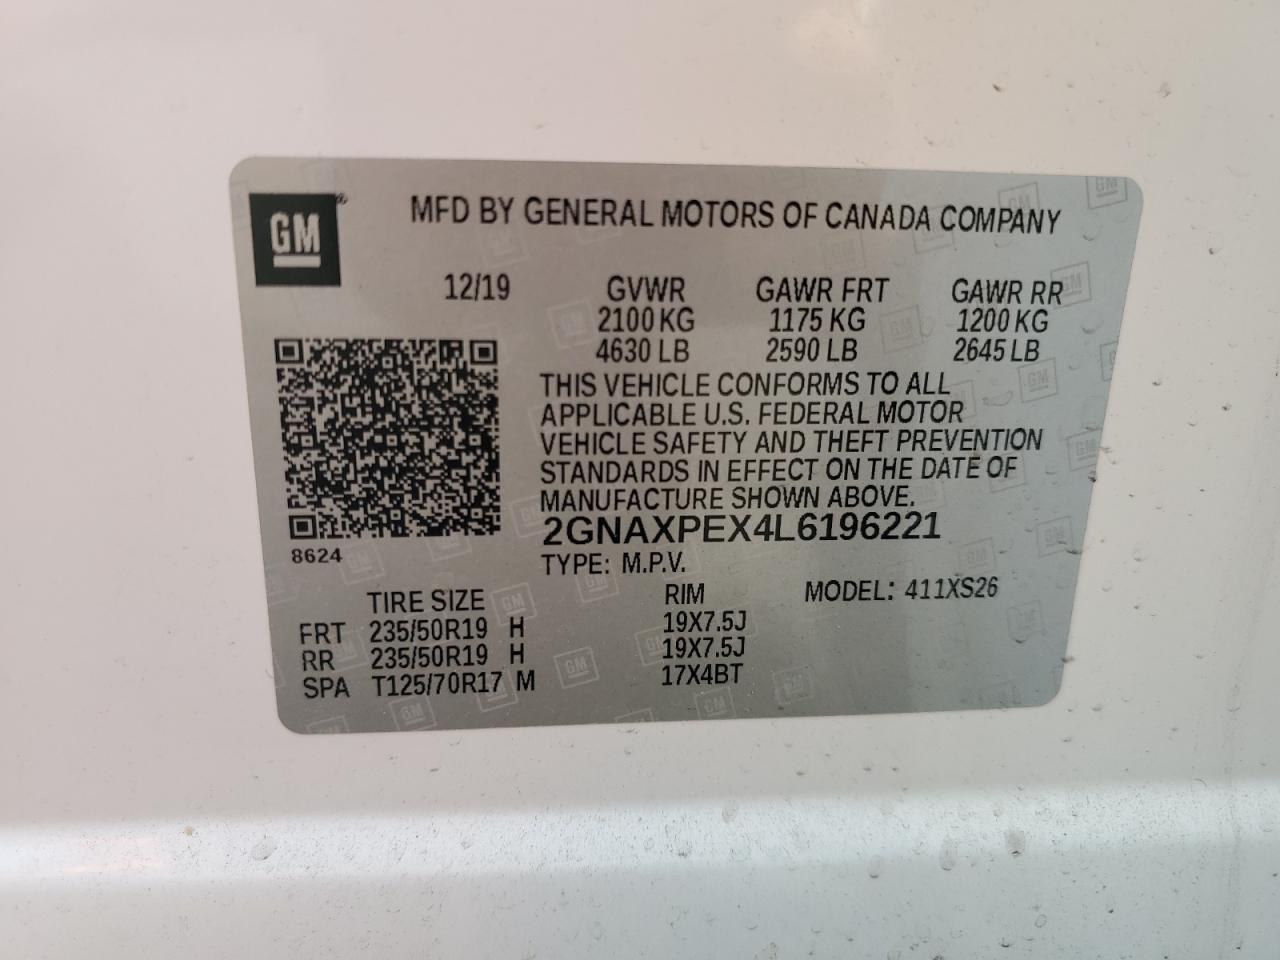 GM
MFD BY GENERAL MOTORS OF CANADA COMPANY
12/19 GVWR GAWR FRT GAWR RR
2100 KG 1175 KG 1200 KG
4630 LB 2590 LB 2645 LB
THIS VEHICLE CONFORMS TO ALL
APPLICABLE U.S. FEDERAL MOTOR
VEHICLE SAFETY AND THEFT PREVENTION
STANDARDS IN EFFECT ON THE DATE OF
MANUFACTURE SHOWN ABOVE.
2GNAXPEX4L6196221
8624
TYPE: M.P.V.
TIRE SIZE RIM MODEL: 411XS26
FRT 235/50R19 H 19X7.5J
RR 235/50R19 H 19X7.5J
SPA T125/70R17 M 17X4BT